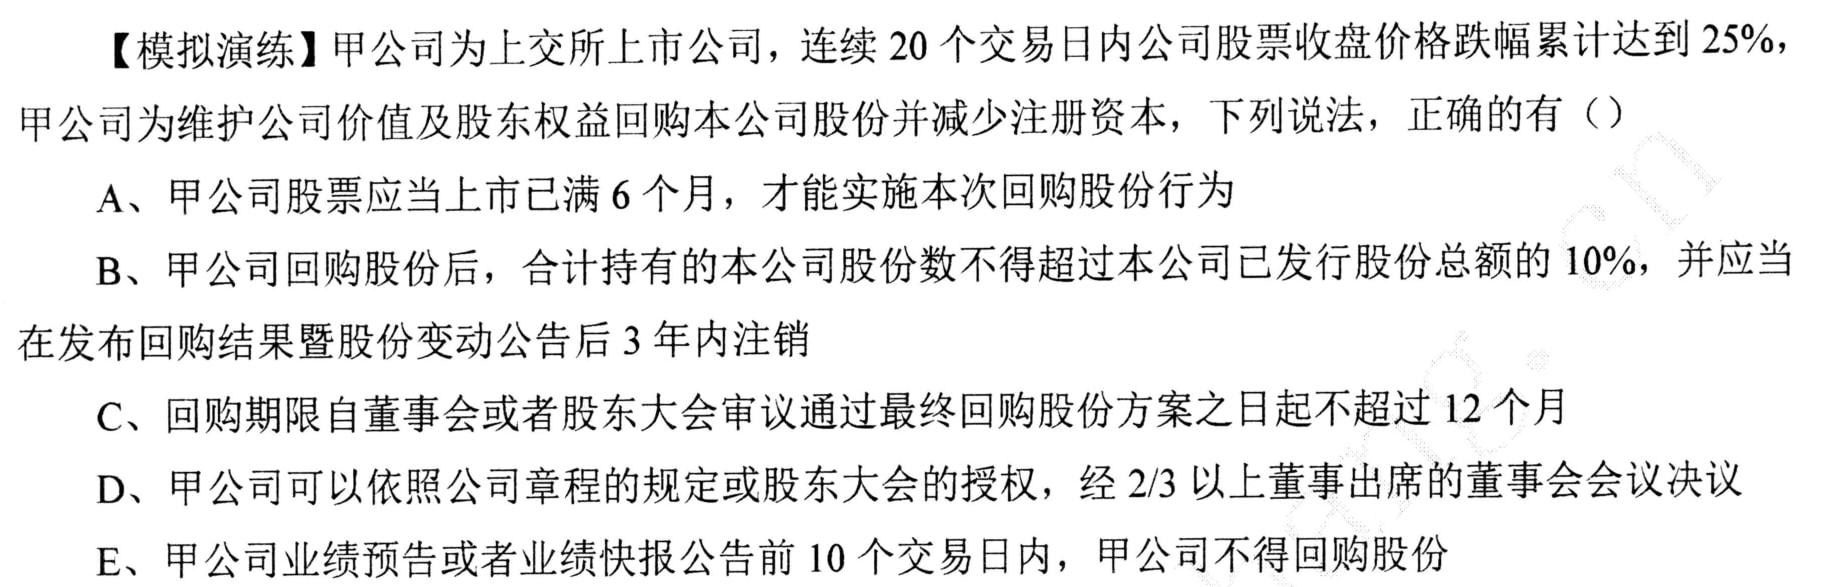 【模拟演练】甲公司为上交所上市公司，连续 20 个交易日内公司股票收盘价格跌幅累计达到 25%，
甲公司为维护公司价值及股东权益回购本公司股份并减少注册资本，下列说法，正确的有（）
A、甲公司股票应当上市已满 6 个月，才能实施本次回购股份行为
B、甲公司回购股份后，合计持有的本公司股份数不得超过本公司已发行股份总额的 10%，并应当
在发布回购结果暨股份变动公告后 3 年内注销
C、回购期限自董事会或者股东大会审议通过最终回购股份方案之日起不超过 12 个月
D、甲公司可以依照公司章程的规定或股东大会的授权，经 2/3 以上董事出席的董事会会议决议
E、甲公司业绩预告或者业绩快报公告前 10 个交易日内，甲公司不得回购股份